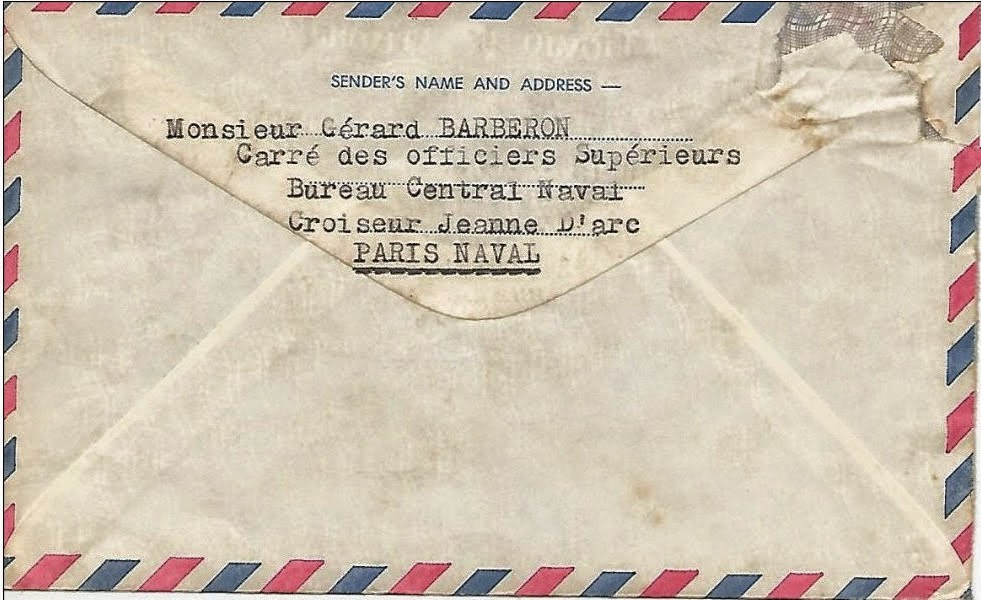 SENDER'S NAME AND ADDRESS —
Monsieur Gérard BARBERON
Carré des officiers Supérieurs
Bureau Central Naval
Croiseur Jeanne D'arc
PARIS NAVAL